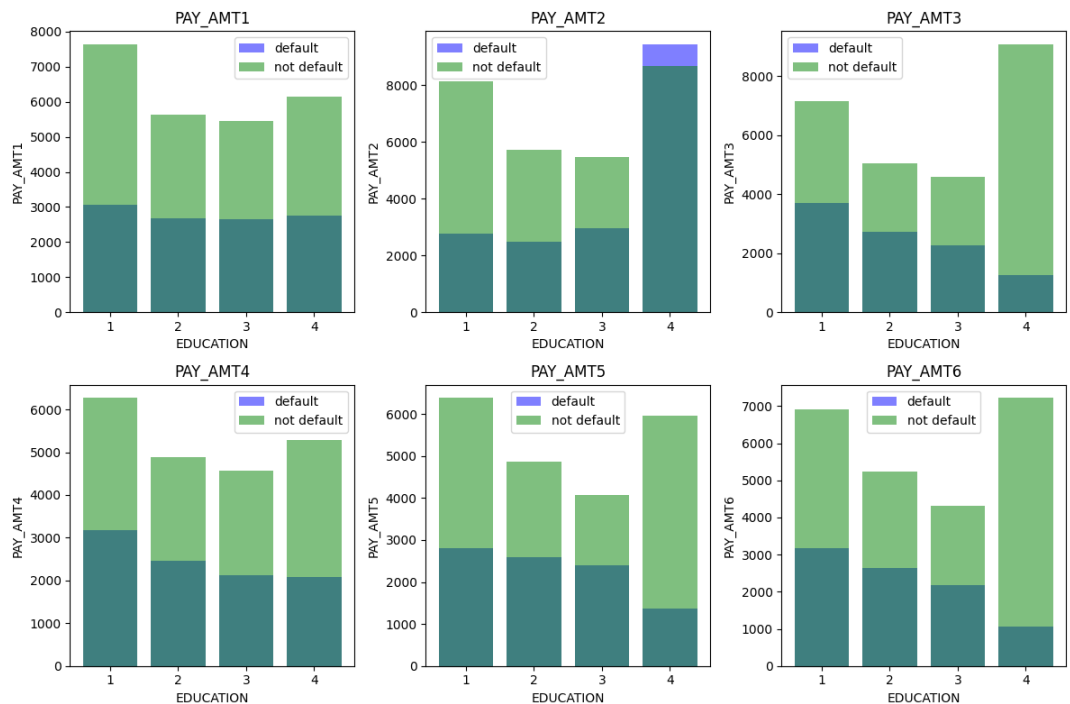 PAY_AMT1
PAY_AMT1
8000
7000
6000
5000
4000
3000
2000
1000
0
default
not default
1 2 3 4
EDUCATION
PAY_AMT2
PAY_AMT2
8000
6000
4000
2000
0
default
not default
1 2 3 4
EDUCATION
PAY_AMT3
PAY_AMT3
8000
6000
4000
2000
0
default
not default
1 2 3 4
EDUCATION
PAY_AMT4
PAY_AMT4
6000
5000
4000
3000
2000
1000
0
default
not default
1 2 3 4
EDUCATION
PAY_AMT5
PAY_AMT5
6000
5000
4000
3000
2000
1000
0
default
not default
1 2 3 4
EDUCATION
PAY_AMT6
PAY_AMT6
7000
6000
5000
4000
3000
2000
1000
0
default
not default
1 2 3 4
EDUCATION